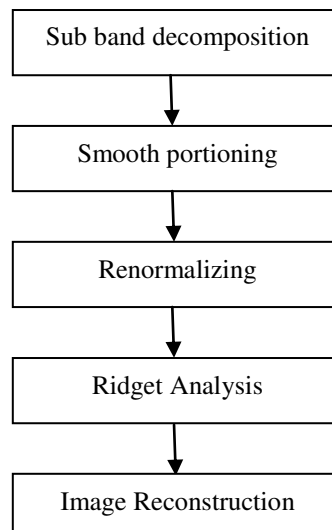 Sub band decomposition
Smooth portioning
Renormalizing
Ridget Analysis
Image Reconstruction